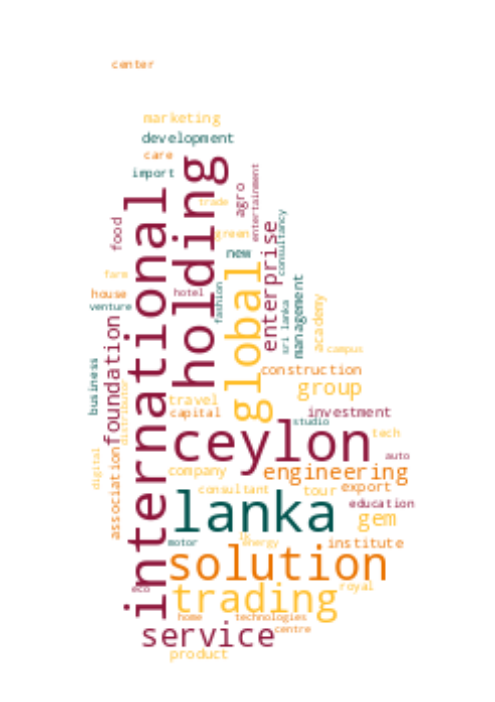 center
marketing
development
care
import
holding
international
trade
agro
entertainment
food
green
enterprise
consultancy
new
fare
house
venture
hotel
fashion
global
sri lanka
management
academy
campus
foundation
business
construction
group
travel
capital
investment
studio
distributor
ceylon
tech
auto
digital
association
company
engineering
consultant
tour
export
education
lanka
gem
motor
energy
institute
solution
eco
trading
royal
home
technologies
service
centre
product